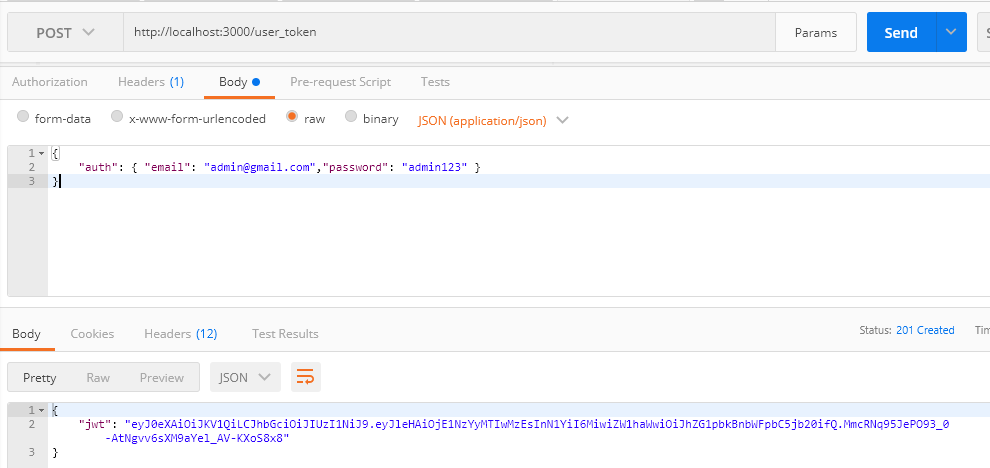 POST http://localhost:3000/user_token Params Send S
Authorization Headers (1) Body Pre-request Script Tests
form-data x-www-form-urlencoded raw binary JSON (application/json)
1 {
2 "auth": { "email": "admin@gmail.com","password": "admin123" }
3 }
Body Cookies Headers (12) Test Results Status: 201 Created Tim
Pretty Raw Preview JSON
1 {
2 "jwt": "eyJ0eXAiOiJKV1QiLCJhbGciOiJIUzI1NiJ9.eyJleHAiOjE1NzYyMTIwMzEsInN1YiI6MiwiZW1haWwiOiJhZG1pbkBnbWFpbC5jb20ifQ.MmcRNq95JePO93_0
-AtNgvv6sXM9aYel_AV-KXoS8x8"
3 }